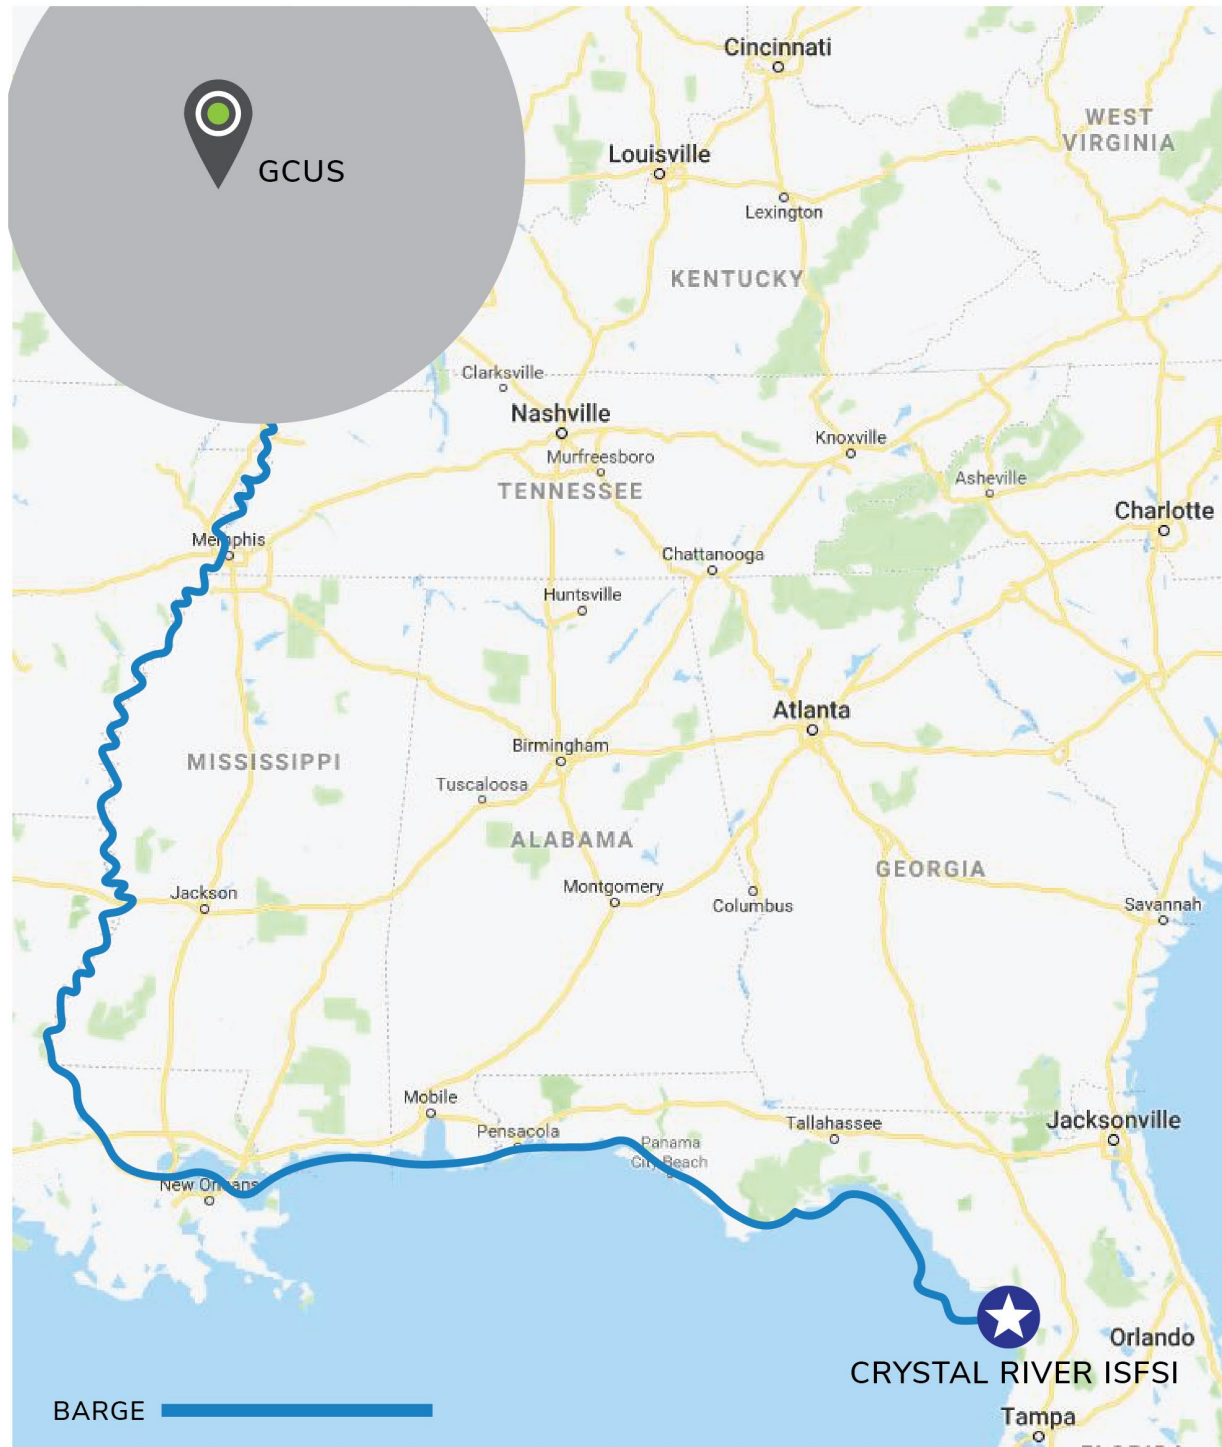 Cincinnati
WEST
VIRGINIA
Louisville
GCUS
Lexington
KENTUCKY
Clarksville
Nashville
Knoxville
Murfreesboro
TENNESSEE
Asheville
Charlotte
Memphis
Chattanooga
Huntsville
Atlanta
Birmingham
MISSISSIPPI
Tuscaloosa
ALABAMA
GEORGIA
Montgomery
Jackson
Columbus
Savannah
Mobile
Pensacola
Tallahassee
Jacksonville
Panama
City Beach
New Orleans
Orlando
CRYSTAL RIVER ISFSI
BARGE
Tampa